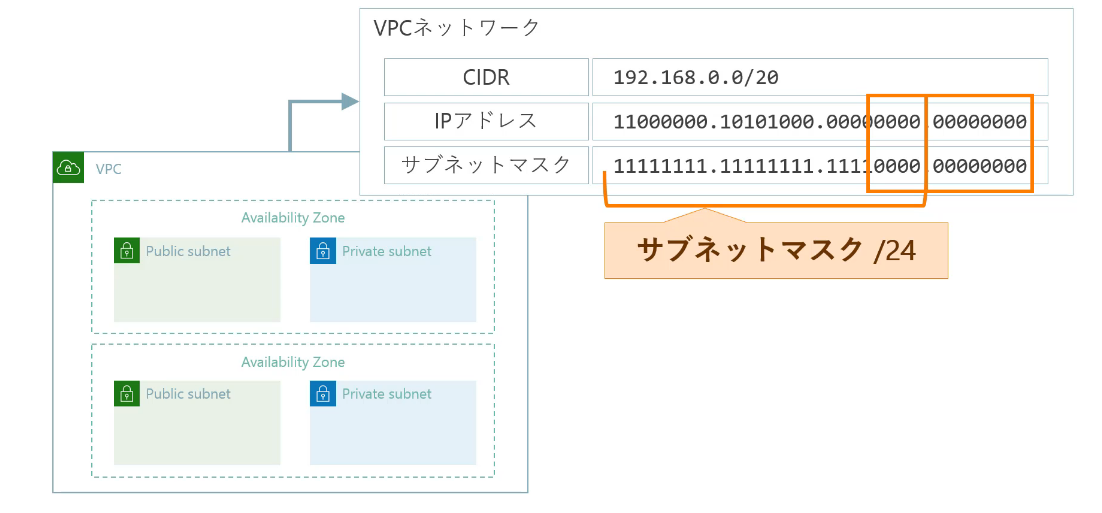 VPCネットワーク
CIDR 192.168.0.0/20
IPアドレス 11000000.10101000.00000000.00000000
サブネットマスク 11111111.11111111.11110000.00000000
サブネットマスク /24
VPC
Availability Zone
Public subnet Private subnet
Availability Zone
Public subnet Private subnet